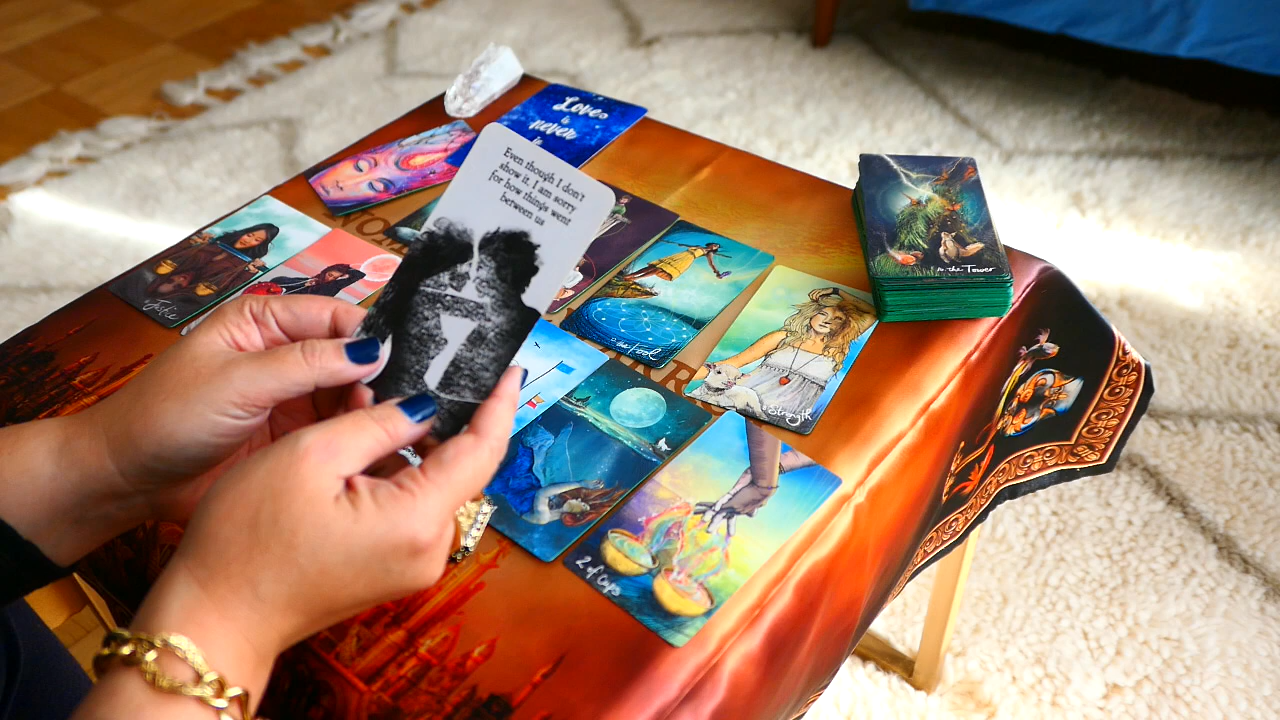 Love
is
never
Even though I don't
show it. I am sorry
for how things went
between us
Justice
the Fool
Strength
2 of Cups
the Tower